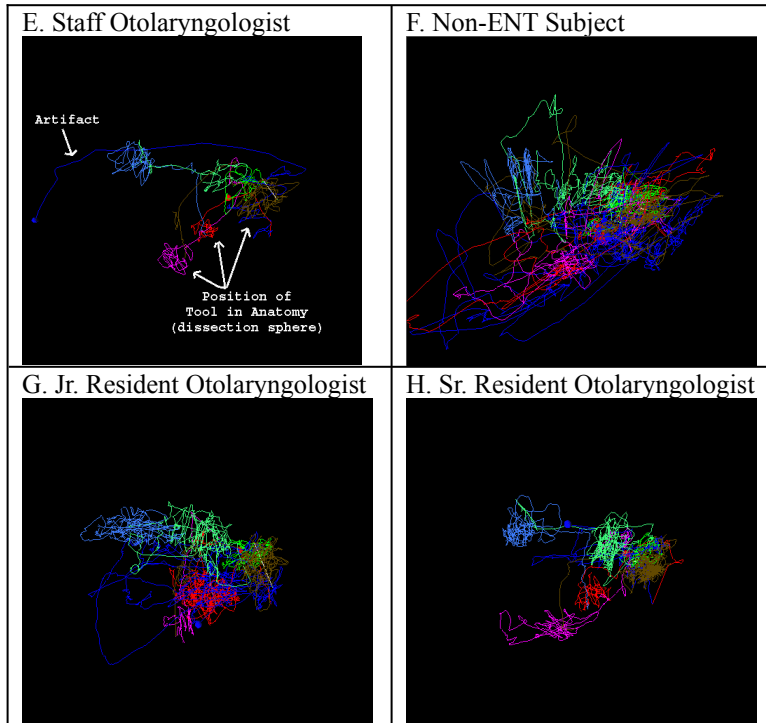 E. Staff Otolaryngologist
Artifact
Position of
Tool in Anatomy
(dissection sphere)
F. Non-ENT Subject
G. Jr. Resident Otolaryngologist
H. Sr. Resident Otolaryngologist